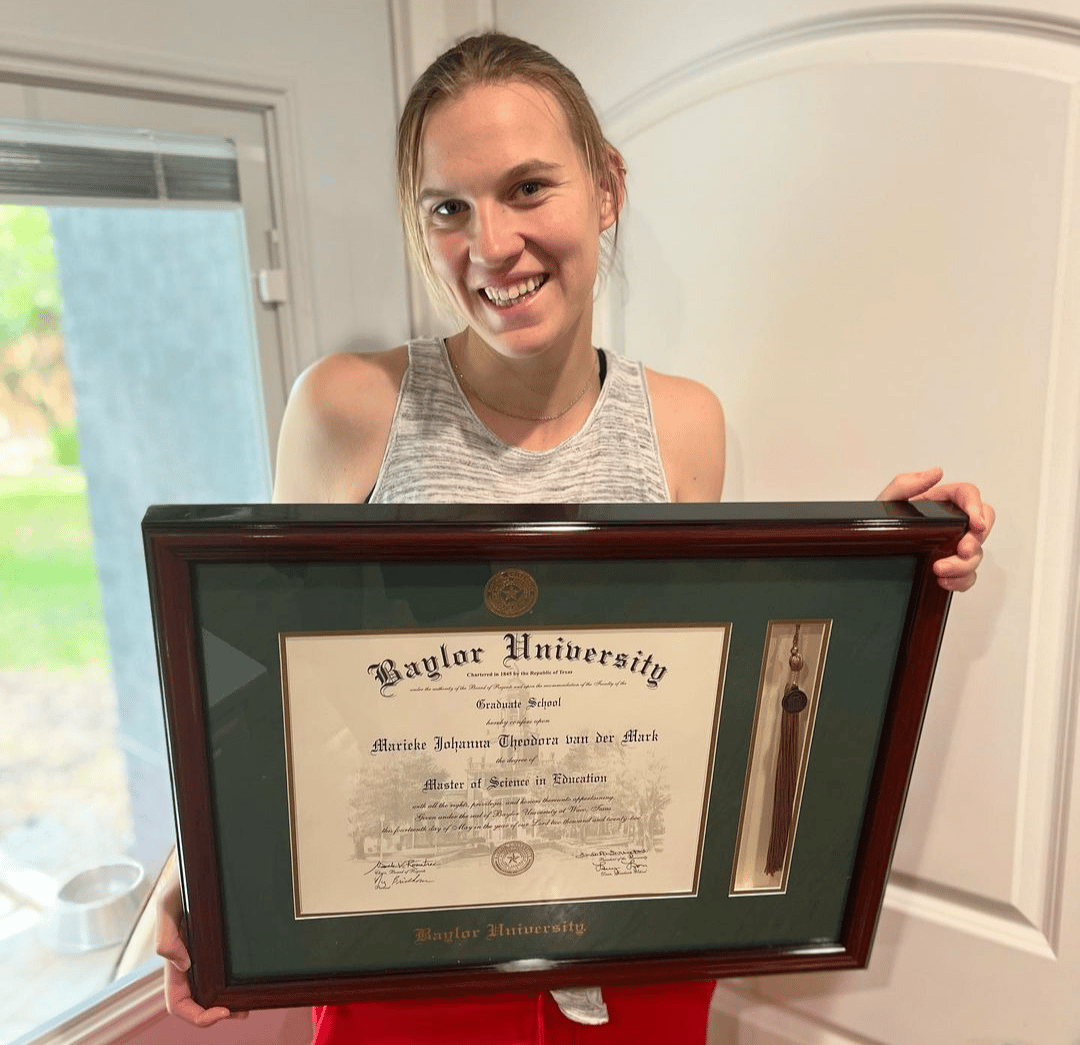 Baylor University
Chartered in 1845 by the Republic of Texas
under the authority of the Board of Regents and upon the recommendation of the Faculty of the
Graduate School
hereby confers upon
Marieke Johanna Theodora van der Mark
the degree of
Master of Science in Education
with all the rights, privileges, and honors thereunto appertaining.
Given under the seal of Baylor University at Waco, Texas
this fourteenth day of May in the year of our Lord two thousand and twenty-two
Baylor University